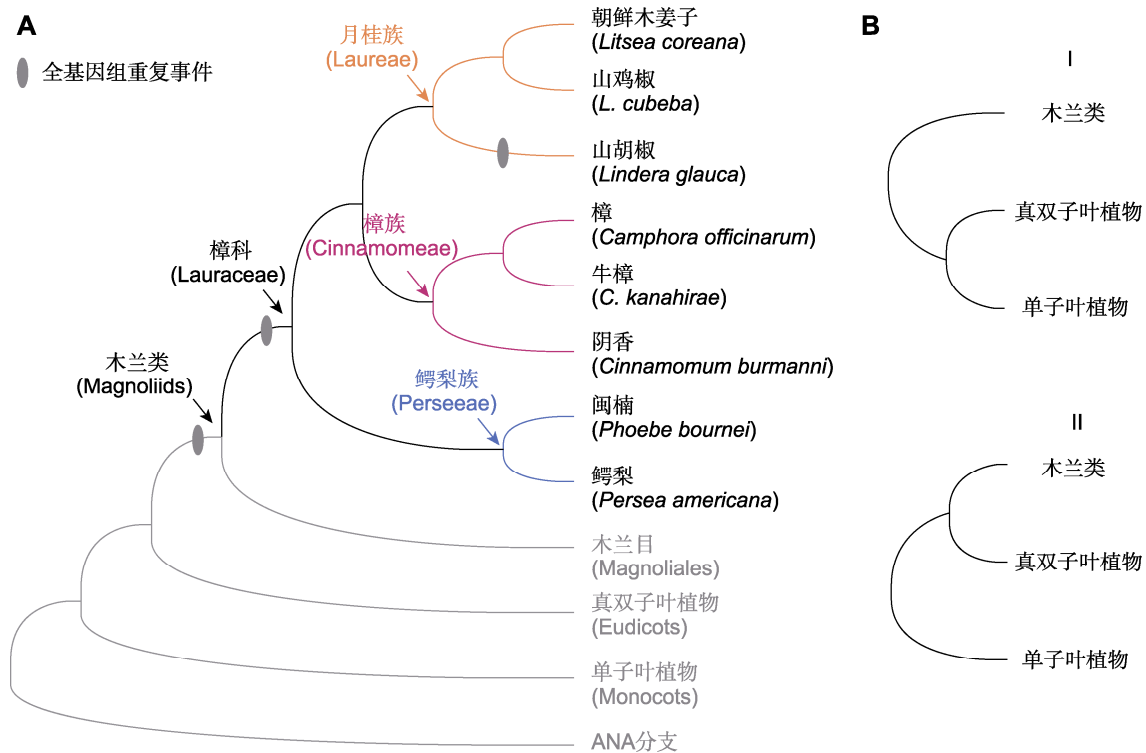 A
全基因组重复事件
月桂族
(Laureae)
樟族
(Cinnamomeae)
樟科
(Lauraceae)
木兰类
(Magnoliids)
鳄梨族
(Perseeae)
朝鲜木姜子
(Litsea coreana)
山鸡椒
(L. cubeba)
山胡椒
(Lindera glauca)
樟
(Camphora officinarum)
牛樟
(C. kanahirae)
阴香
(Cinnamomum burmanni)
闽楠
(Phoebe bournei)
鳄梨
(Persea americana)
木兰目
(Magnoliales)
真双子叶植物
(Eudicots)
单子叶植物
(Monocots)
ANA分支
B
I
木兰类
真双子叶植物
单子叶植物
II
木兰类
真双子叶植物
单子叶植物